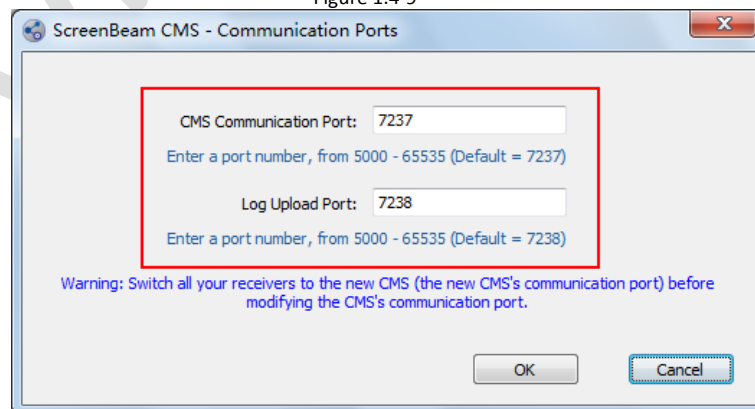 Figure 1.4-9
ScreenBeam CMS - Communication Ports
CMS Communication Port: 7237
Enter a port number, from 5000 - 65535 (Default = 7237)
Log Upload Port: 7238
Enter a port number, from 5000 - 65535 (Default = 7238)
Warning: Switch all your receivers to the new CMS (the new CMS's communication port) before
modifying the CMS's communication port.
OK Cancel